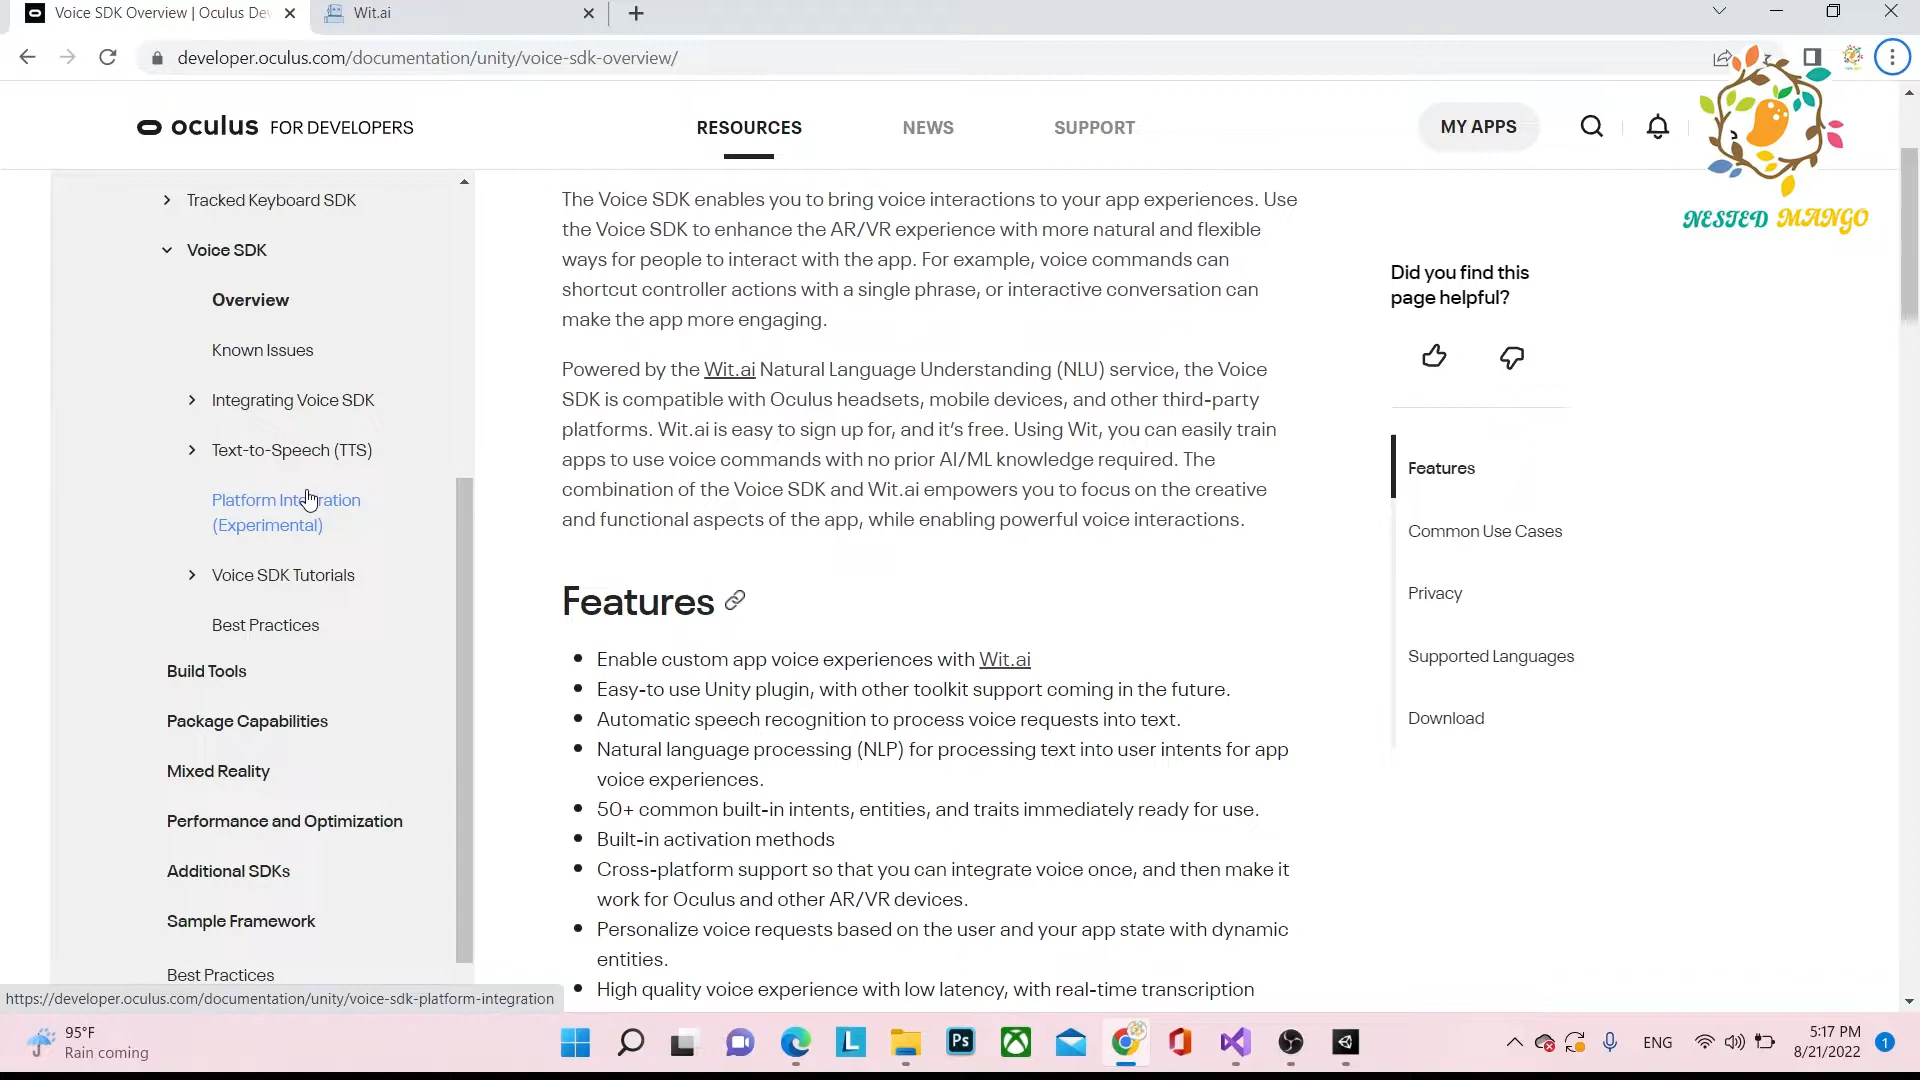 Voice SDK Overview | Oculus De
Wit.ai
developer.oculus.com/documentation/unity/voice-sdk-overview/
oculus FOR DEVELOPERS
RESOURCES
NEWS
SUPPORT
MY APPS
NESTED MANGO
Tracked Keyboard SDK
Voice SDK
Overview
Known Issues
Integrating Voice SDK
Text-to-Speech (TTS)
Platform Integration
(Experimental)
Voice SDK Tutorials
Best Practices
Build Tools
Package Capabilities
Mixed Reality
Performance and Optimization
Additional SDKs
Sample Framework
Best Practices
https://developer.oculus.com/documentation/unity/voice-sdk-platform-integration
The Voice SDK enables you to bring voice interactions to your app experiences. Use
the Voice SDK to enhance the AR/VR experience with more natural and flexible
ways for people to interact with the app. For example, voice commands can
shortcut controller actions with a single phrase, or interactive conversation can
make the app more engaging.
Powered by the Wit.ai Natural Language Understanding (NLU) service, the Voice
SDK is compatible with Oculus headsets, mobile devices, and other third-party
platforms. Wit.ai is easy to sign up for, and it's free. Using Wit, you can easily train
apps to use voice commands with no prior AI/ML knowledge required. The
combination of the Voice SDK and Wit.ai empowers you to focus on the creative
and functional aspects of the app, while enabling powerful voice interactions.
Features
Enable custom app voice experiences with Wit.ai
Easy-to use Unity plugin, with other toolkit support coming in the future.
Automatic speech recognition to process voice requests into text.
Natural language processing (NLP) for processing text into user intents for app
voice experiences.
50+ common built-in intents, entities, and traits immediately ready for use.
Built-in activation methods
Cross-platform support so that you can integrate voice once, and then make it
work for Oculus and other AR/VR devices.
Personalize voice requests based on the user and your app state with dynamic
entities.
High quality voice experience with low latency, with real-time transcription
Did you find this
page helpful?
Features
Common Use Cases
Privacy
Supported Languages
Download
95°F
Rain coming
L
Ps
ENG
5:17 PM
8/21/2022
1